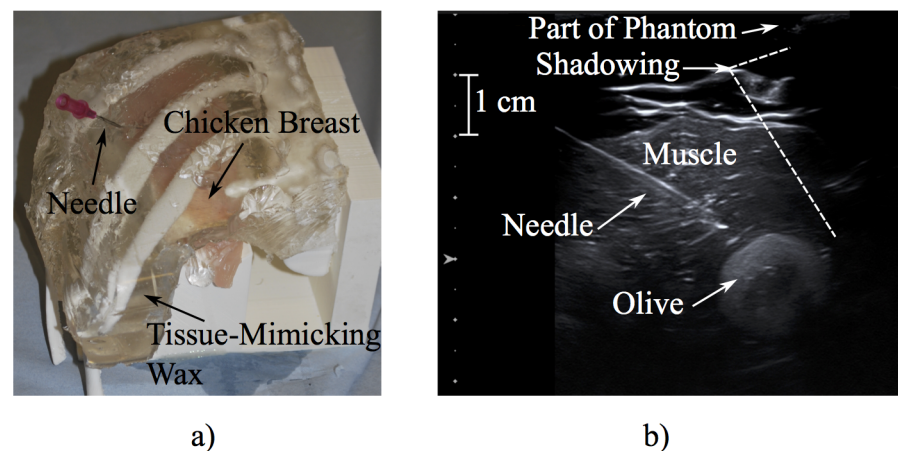 Chicken Breast
Needle
Tissue-Mimicking
Wax
a)
Part of Phantom
Shadowing
1 cm
Muscle
Needle
Olive
b)